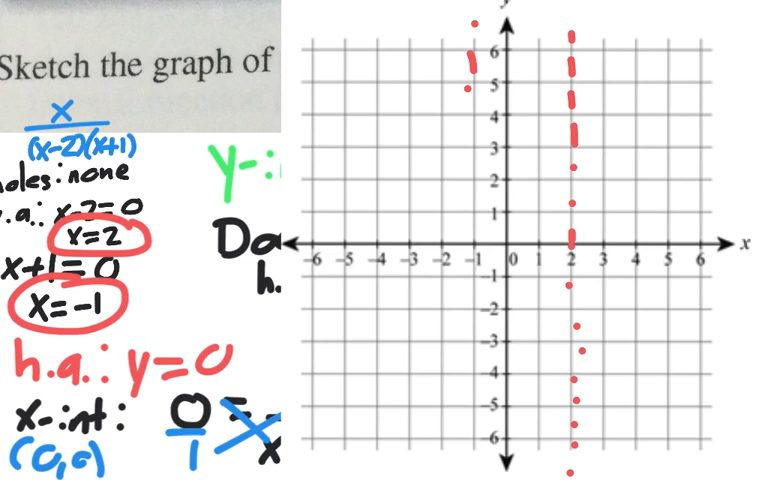 Sketch the graph of
x
(x-2)(x+1)
oles: none
.a.: x-2=0
x=2
x+1=0
x=-1
h.a.: y=0
x-int: 0 = -
1 x
(0,0)
y-i
Do
h.
y
x
6
5
4
3
2
1
-6 -5 -4 -3 -2 -1 0 1 2 3 4 5 6
-1
-2
-3
-4
-5
-6